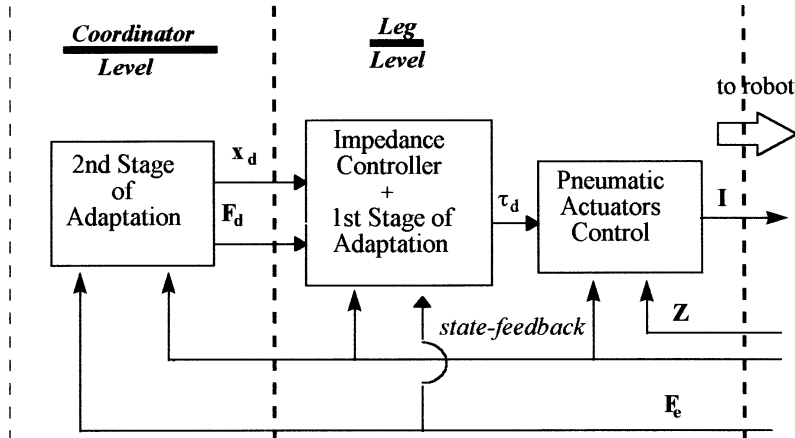 Coordinator
Level
Leg
Level
to robot
2nd Stage
of
Adaptation
x d
F d
Impedance
Controller
+
1st Stage of
Adaptation
τ d
Pneumatic
Actuators
Control
I
state-feedback
Z
F e